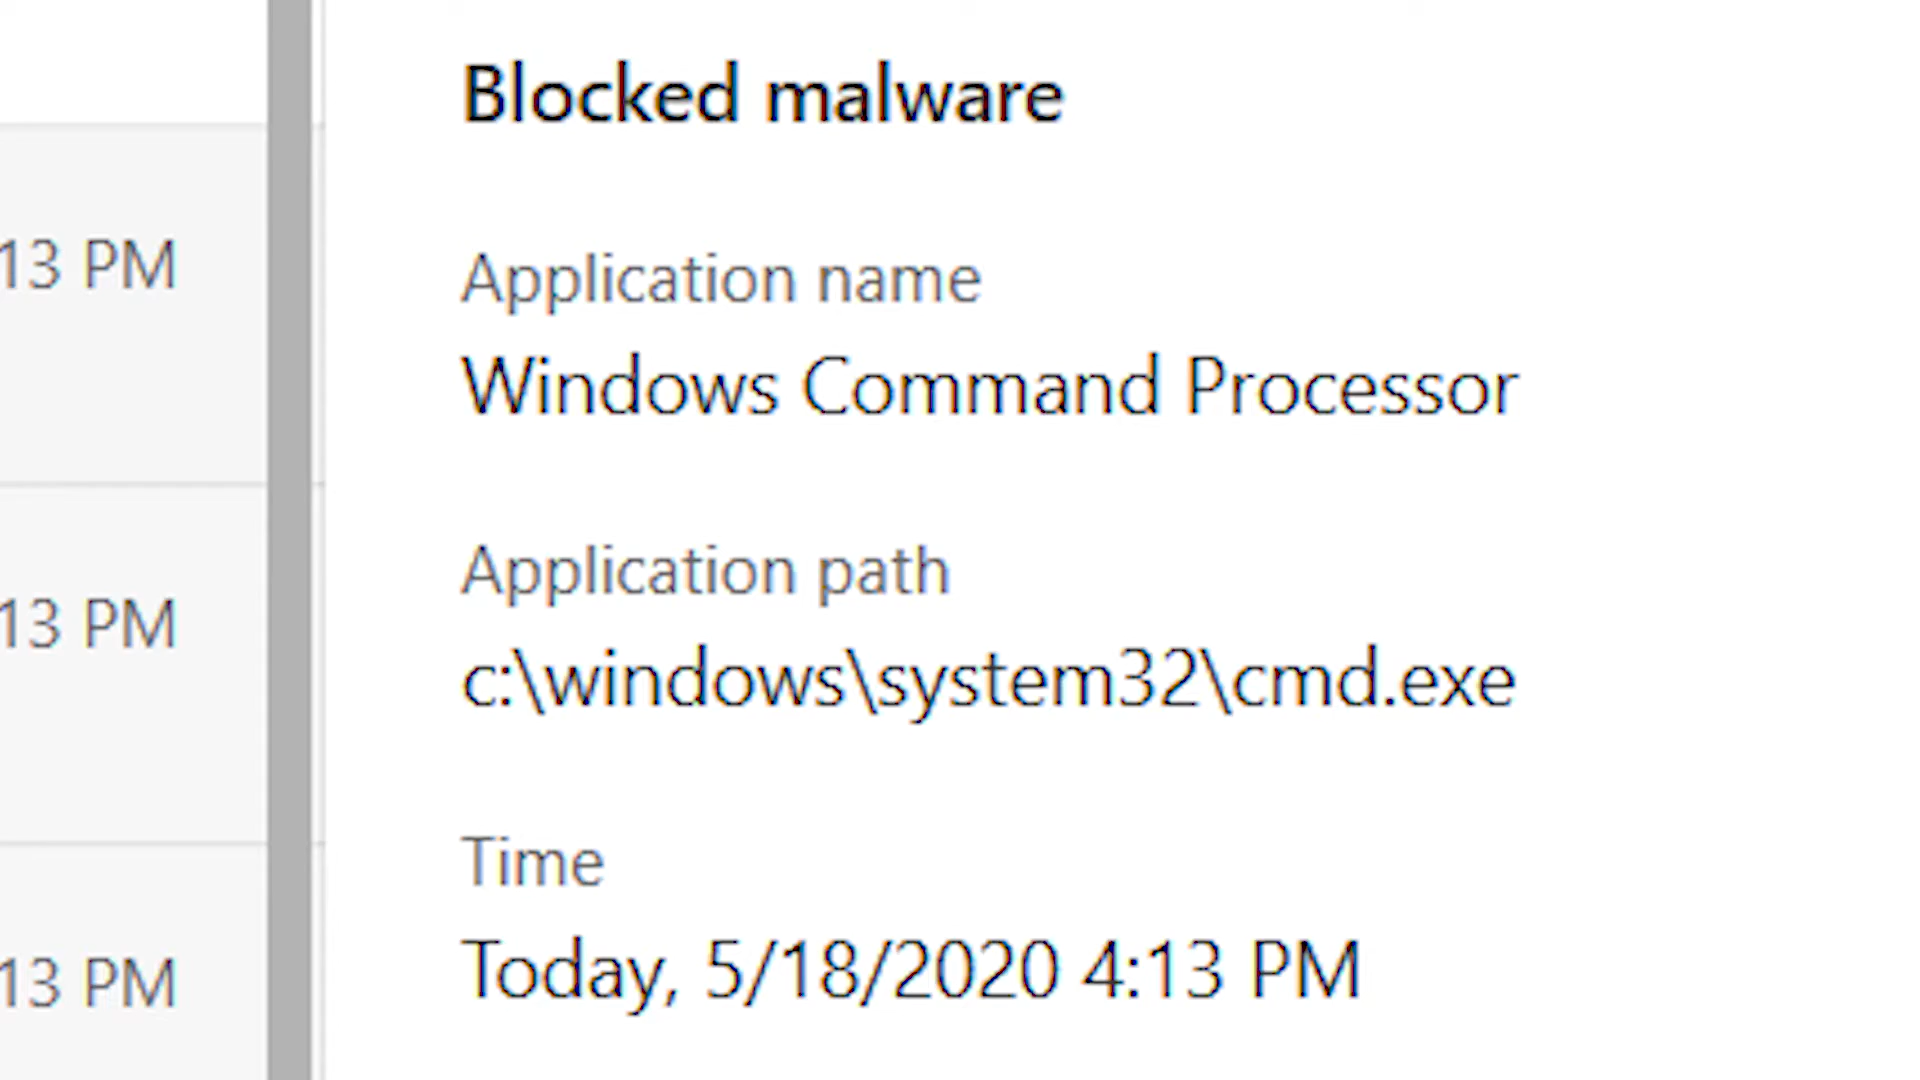 Blocked malware
13 PM
Application name
Windows Command Processor
Application path
13 PM
c:\windows\system32\cmd.exe
Time
Today, 5/18/2020 4:13 PM
13 PM